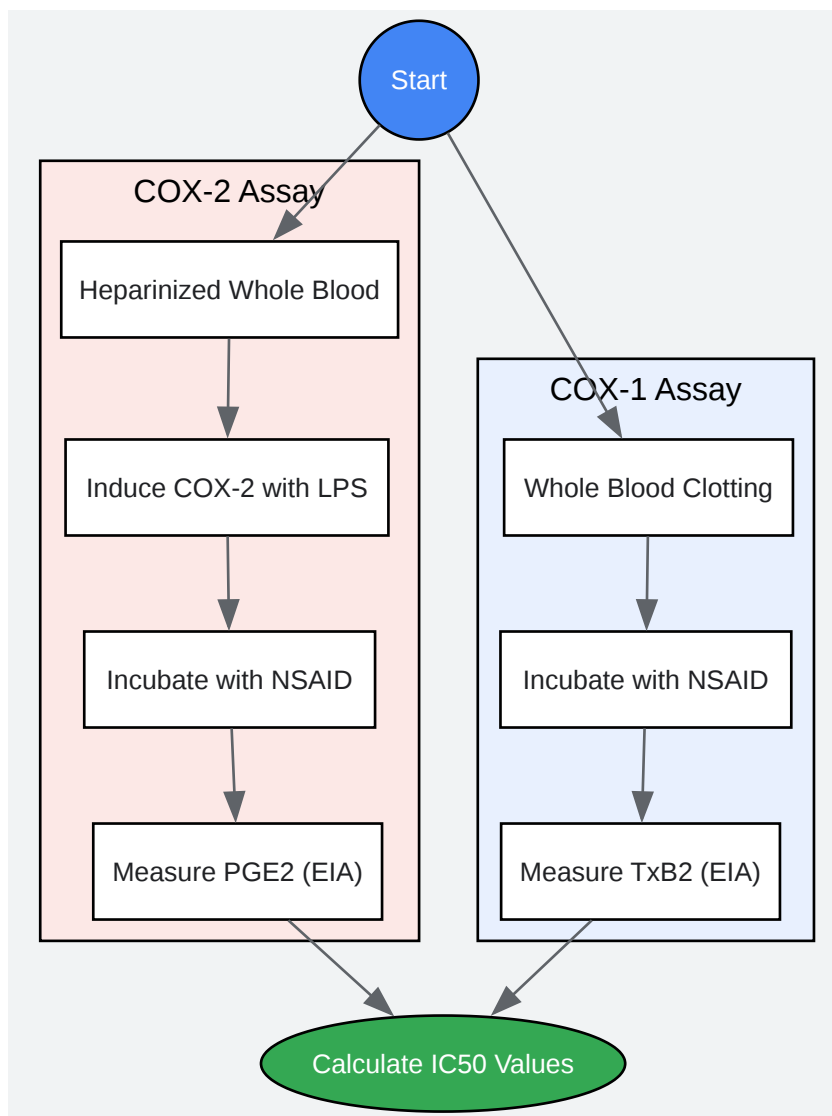 Start
COX-2 Assay
Heparinized Whole Blood
Induce COX-2 with LPS
Incubate with NSAID
Measure PGE2 (EIA)
COX-1 Assay
Whole Blood Clotting
Incubate with NSAID
Measure TxB2 (EIA)
Calculate IC50 Values